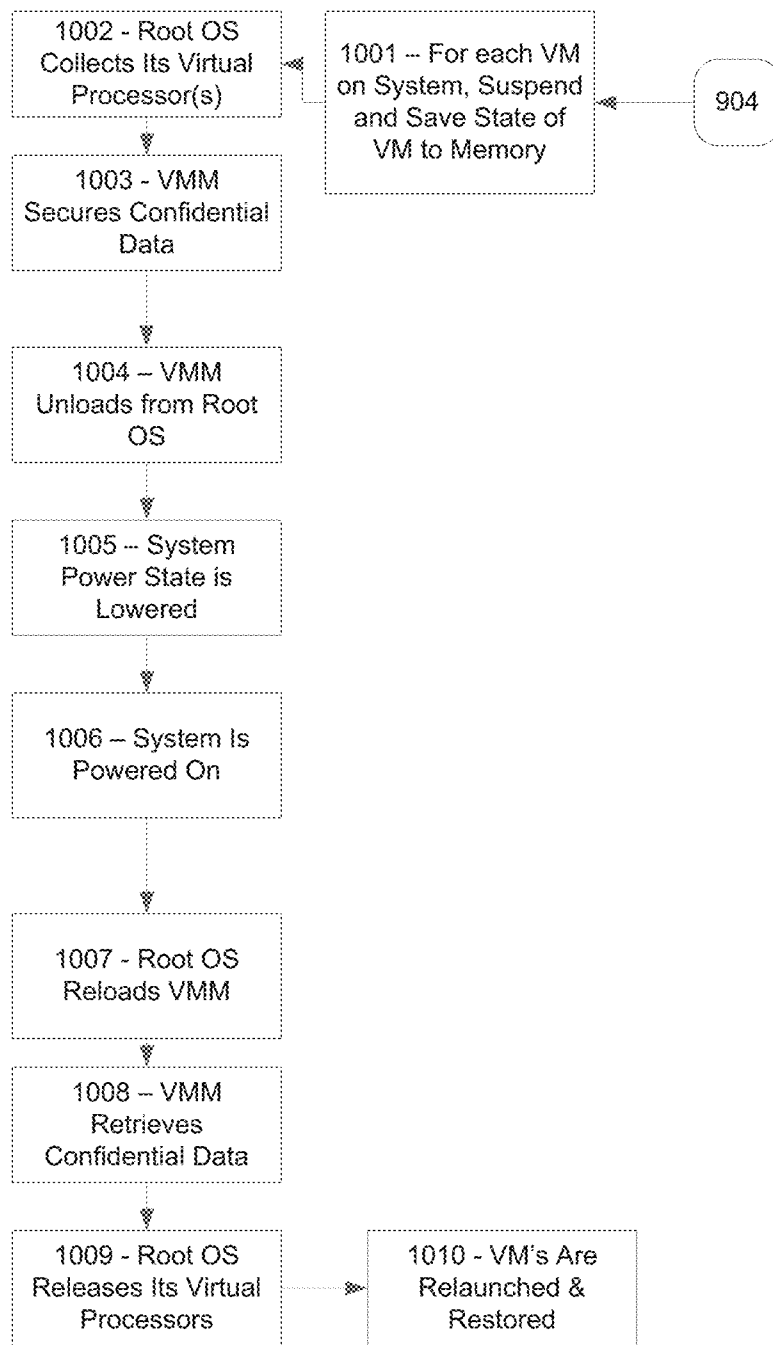 904
1001 – For each VM
on System, Suspend
and Save State of
VM to Memory
1002 - Root OS
Collects Its Virtual
Processor(s)
1003 - VMM
Secures Confidential
Data
1004 – VMM
Unloads from Root
OS
1005 – System
Power State is
Lowered
1006 – System Is
Powered On
1007 - Root OS
Reloads VMM
1008 – VMM
Retrieves
Confidential Data
1009 - Root OS
Releases Its Virtual
Processors
1010 - VM's Are
Relaunched &
Restored